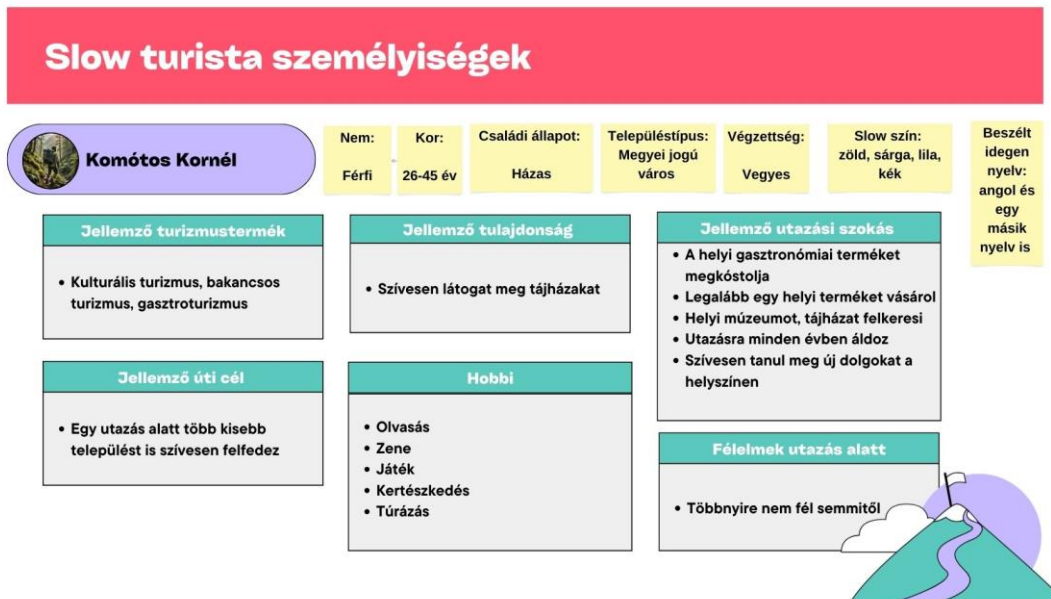 Slow turista személyiségek
Komótos Kornél
Nem:
Férfi
Kor:
26-45 év
Családi állapot:
Házas
Településtípus:
Megyei jogú
város
Végzettség:
Vegyes
Slow szín:
zöld, sárga, lila,
kék
Beszélt
idegen
nyelv:
angol és
egy
másik
nyelv is
Jellemző turizmustermék
• Kulturális turizmus, bakancsos
turizmus, gasztroturizmus
Jellemző tulajdonság
• Szívesen látogat meg tájházakat
Jellemző utazási szokás
• A helyi gasztronómiai terméket
megkóstolja
• Legalább egy helyi terméket vásárol
• Helyi múzeumot, tájházat felkeresi
• Utazásra minden évben áldoz
• Szívesen tanul meg új dolgokat a
helyszínen
Jellemző úti cél
• Egy utazás alatt több kisebb
települést is szívesen felfedez
Hobbi
• Olvasás
• Zene
• Játék
• Kertészkedés
• Túrázás
Félelmek utazás alatt
• Többnyire nem fél semmitől